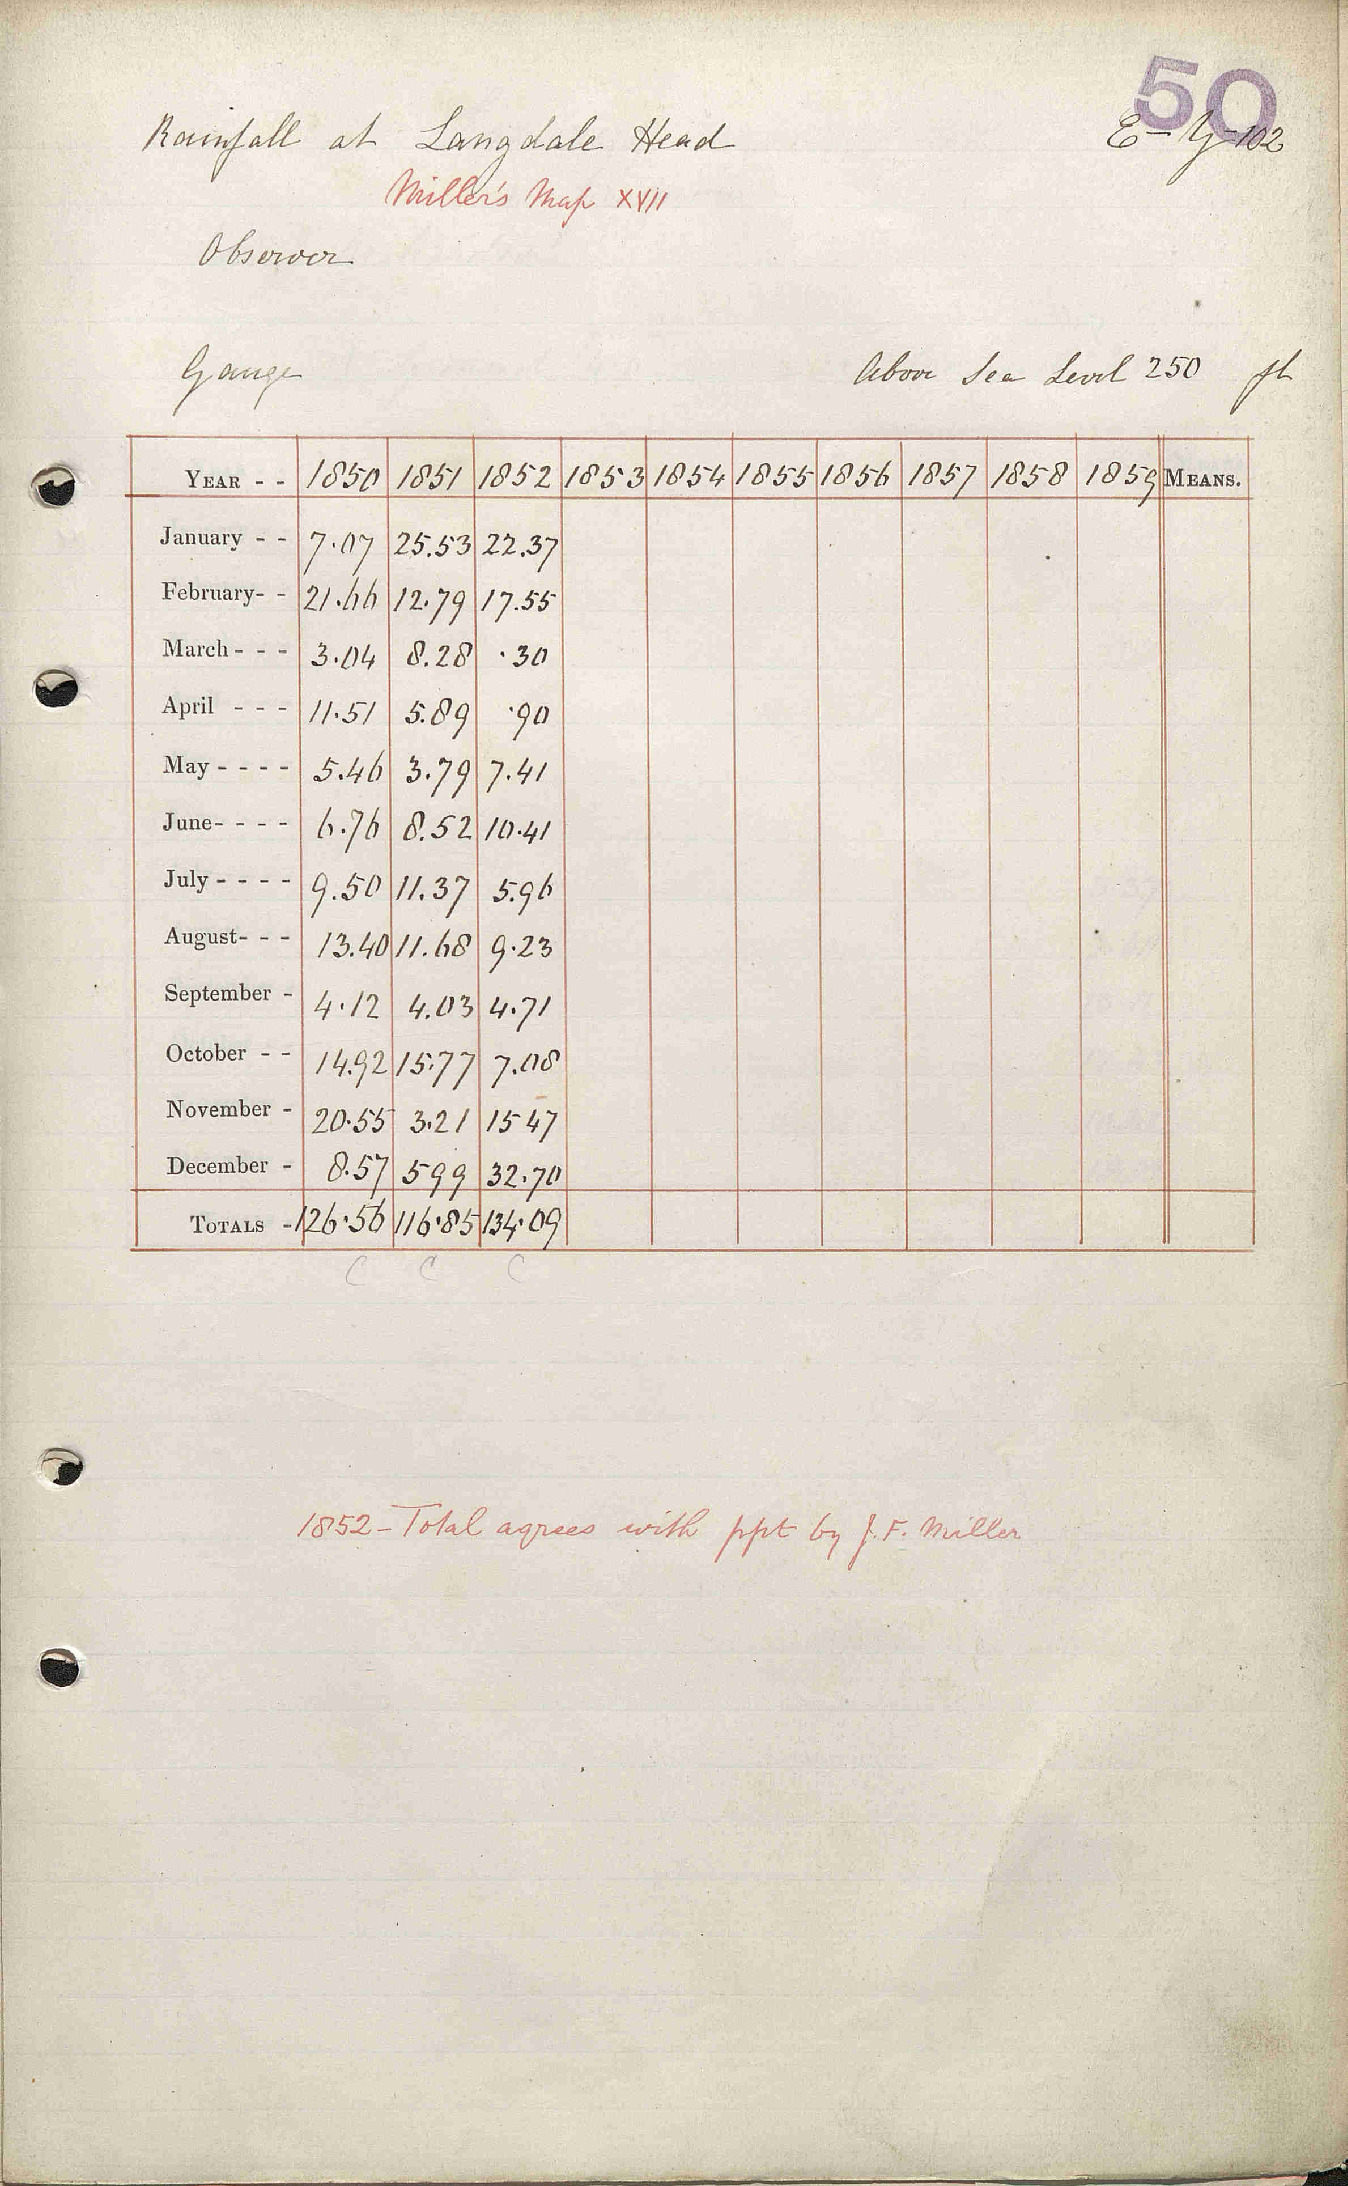 50
Rainfall at Langdale Head E-y-102
Miller's Map XVII
Observer
Gauge Above Sea Level 250 ft
YEAR - - 1850 1851 1852 1853 1854 1855 1856 1857 1858 1859 MEANS.
January - - 7.07 25.53 22.37
February- - 21.66 12.79 17.55
March- - - 3.04 8.28 .30
April - - - 11.51 5.89 .90
May - - - - 5.46 3.79 7.41
June- - - - 6.76 8.52 10.41
July - - - - 9.50 11.37 5.96
August- - - 13.40 11.68 9.23
September - 4.12 4.03 4.71
October - - 14.92 15.77 7.08
November - 20.55 3.21 15 47
December - 8.57 5 99 32.70
TOTALS - 126.56 116.85 134.09
C C C
1852 - Total agrees with ppt by J.F. Miller